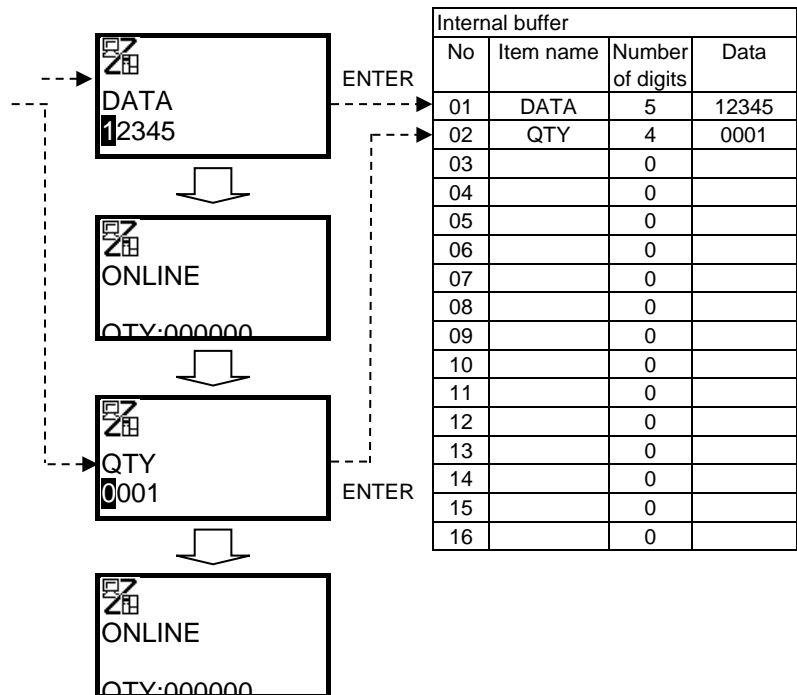 DATA
12345
ENTER
ONLINE
QTY:000000
QTY
0001
ENTER
ONLINE
QTY:000000
Internal buffer
No Item name Number of digits Data
01 DATA 5 12345
02 QTY 4 0001
03 0
04 0
05 0
06 0
07 0
08 0
09 0
10 0
11 0
12 0
13 0
14 0
15 0
16 0